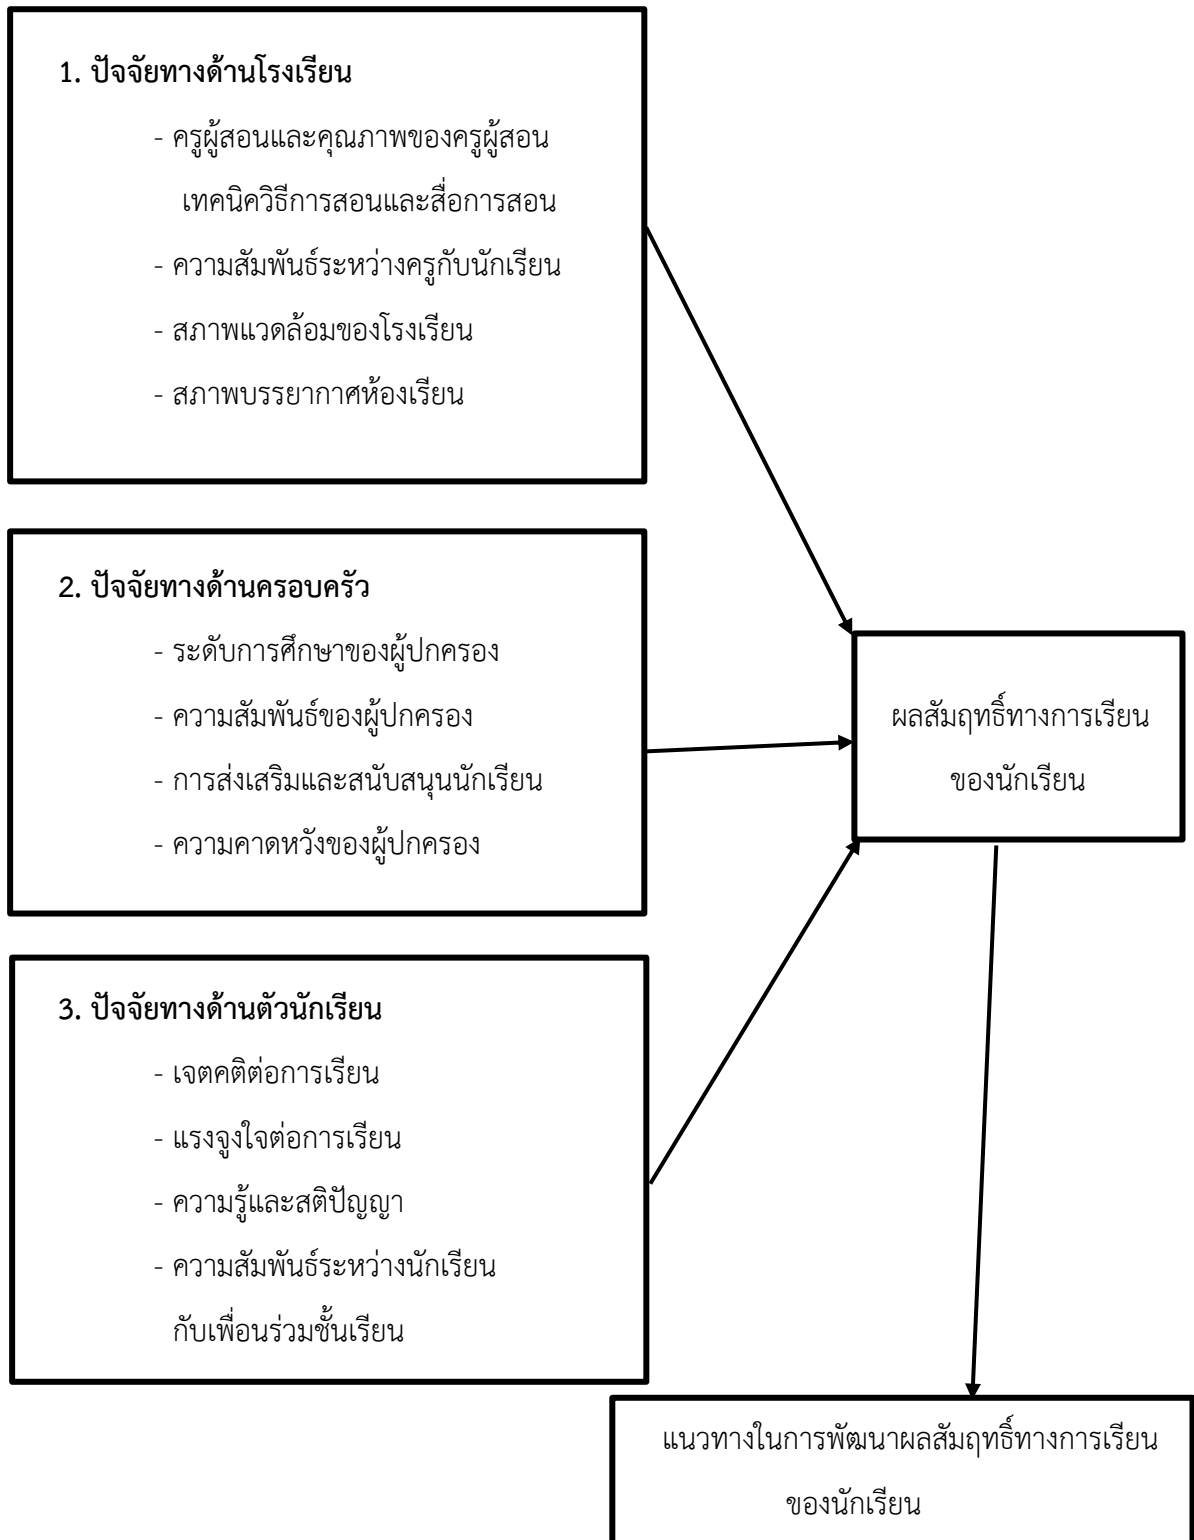 1. ปัจจัยทางด้านโรงเรียน
- ครูผู้สอนและคุณภาพของครูผู้สอน
เทคนิควิธีการสอนและสื่อการสอน
- ความสัมพันธ์ระหว่างครูกับนักเรียน
- สภาพแวดล้อมของโรงเรียน
- สภาพบรรยากาศห้องเรียน
2. ปัจจัยทางด้านครอบครัว
- ระดับการศึกษาของผู้ปกครอง
- ความสัมพันธ์ของผู้ปกครอง
- การส่งเสริมและสนับสนุนนักเรียน
- ความคาดหวังของผู้ปกครอง
3. ปัจจัยทางด้านตัวนักเรียน
- เจตคติต่อการเรียน
- แรงจูงใจต่อการเรียน
- ความรู้และสติปัญญา
- ความสัมพันธ์ระหว่างนักเรียน
กับเพื่อนร่วมชั้นเรียน
ผลสัมฤทธิ์ทางการเรียน
ของนักเรียน
แนวทางในการพัฒนาผลสัมฤทธิ์ทางการเรียน
ของนักเรียน